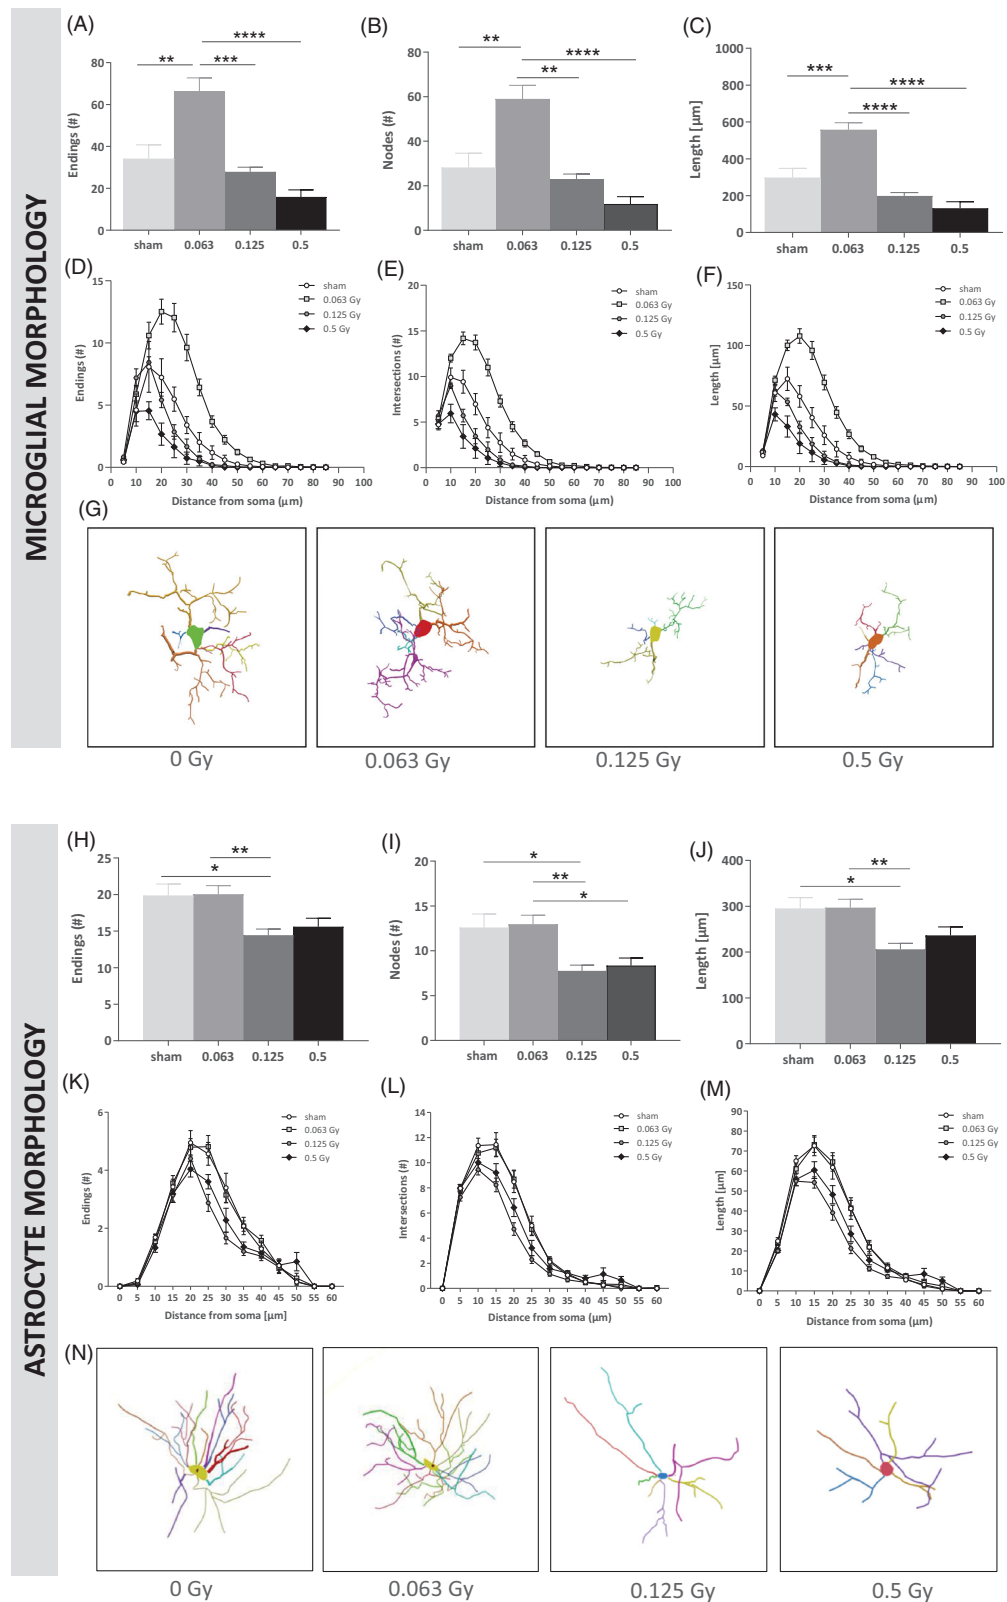 MICROGLIAL MORPHOLOGY
(A)
****
** ***
Endings (#)
80
60
40
20
0
sham 0.063 0.125 0.5
(B)
** ****
**
Nodes (#)
80
60
40
20
0
sham 0.063 0.125 0.5
(C)
*** ****
****
Length [µm]
1000
800
600
400
200
0
sham 0.063 0.125 0.5
(D)
Endings (#)
15
10
5
0
0 10 20 30 40 50 60 70 80 90 100
Distance from soma (µm)
sham
0.063 Gy
0.125 Gy
0.5 Gy
(E)
Intersections (#)
20
15
10
5
0
0 10 20 30 40 50 60 70 80 90 100
Distance from soma (µm)
sham
0.063 Gy
0.125 Gy
0.5 Gy
(F)
Length [µm]
150
100
50
0
0 10 20 30 40 50 60 70 80 90 100
Distance from soma (µm)
sham
0.063 Gy
0.125 Gy
0.5 Gy
(G)
0 Gy 0.063 Gy 0.125 Gy 0.5 Gy
ASTROCYTE MORPHOLOGY
(H)
**
*
Endings (#)
25
20
15
10
5
0
sham 0.063 0.125 0.5
(I)
*
**
*
Nodes (#)
20
15
10
5
0
sham 0.063 0.125 0.5
(J)
**
*
Length [µm]
400
300
200
100
0
sham 0.063 0.125 0.5
(K)
Endings (#)
6
4
2
0
0 5 10 15 20 25 30 35 40 45 50 55 60
Distance from soma [µm]
sham
0.063 Gy
0.125 Gy
0.5 Gy
(L)
Intersections (#)
14
12
10
8
6
4
2
0
0 5 10 15 20 25 30 35 40 45 50 55 60
Distance from soma (µm)
sham
0.063 Gy
0.125 Gy
0.5 Gy
(M)
Length [µm]
90
80
70
60
50
40
30
20
10
0
0 5 10 15 20 25 30 35 40 45 50 55 60
Distance from soma (µm)
sham
0.063 Gy
0.125 Gy
0.5 Gy
(N)
0 Gy 0.063 Gy 0.125 Gy 0.5 Gy